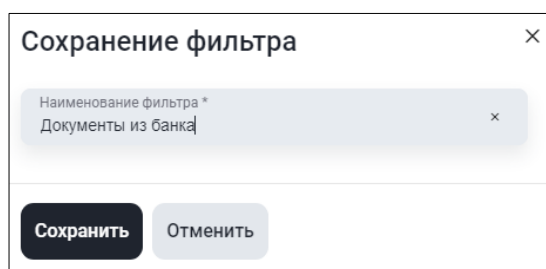 Сохранение фильтра
Наименование фильтра *
Документы из банка
Сохранить Отменить